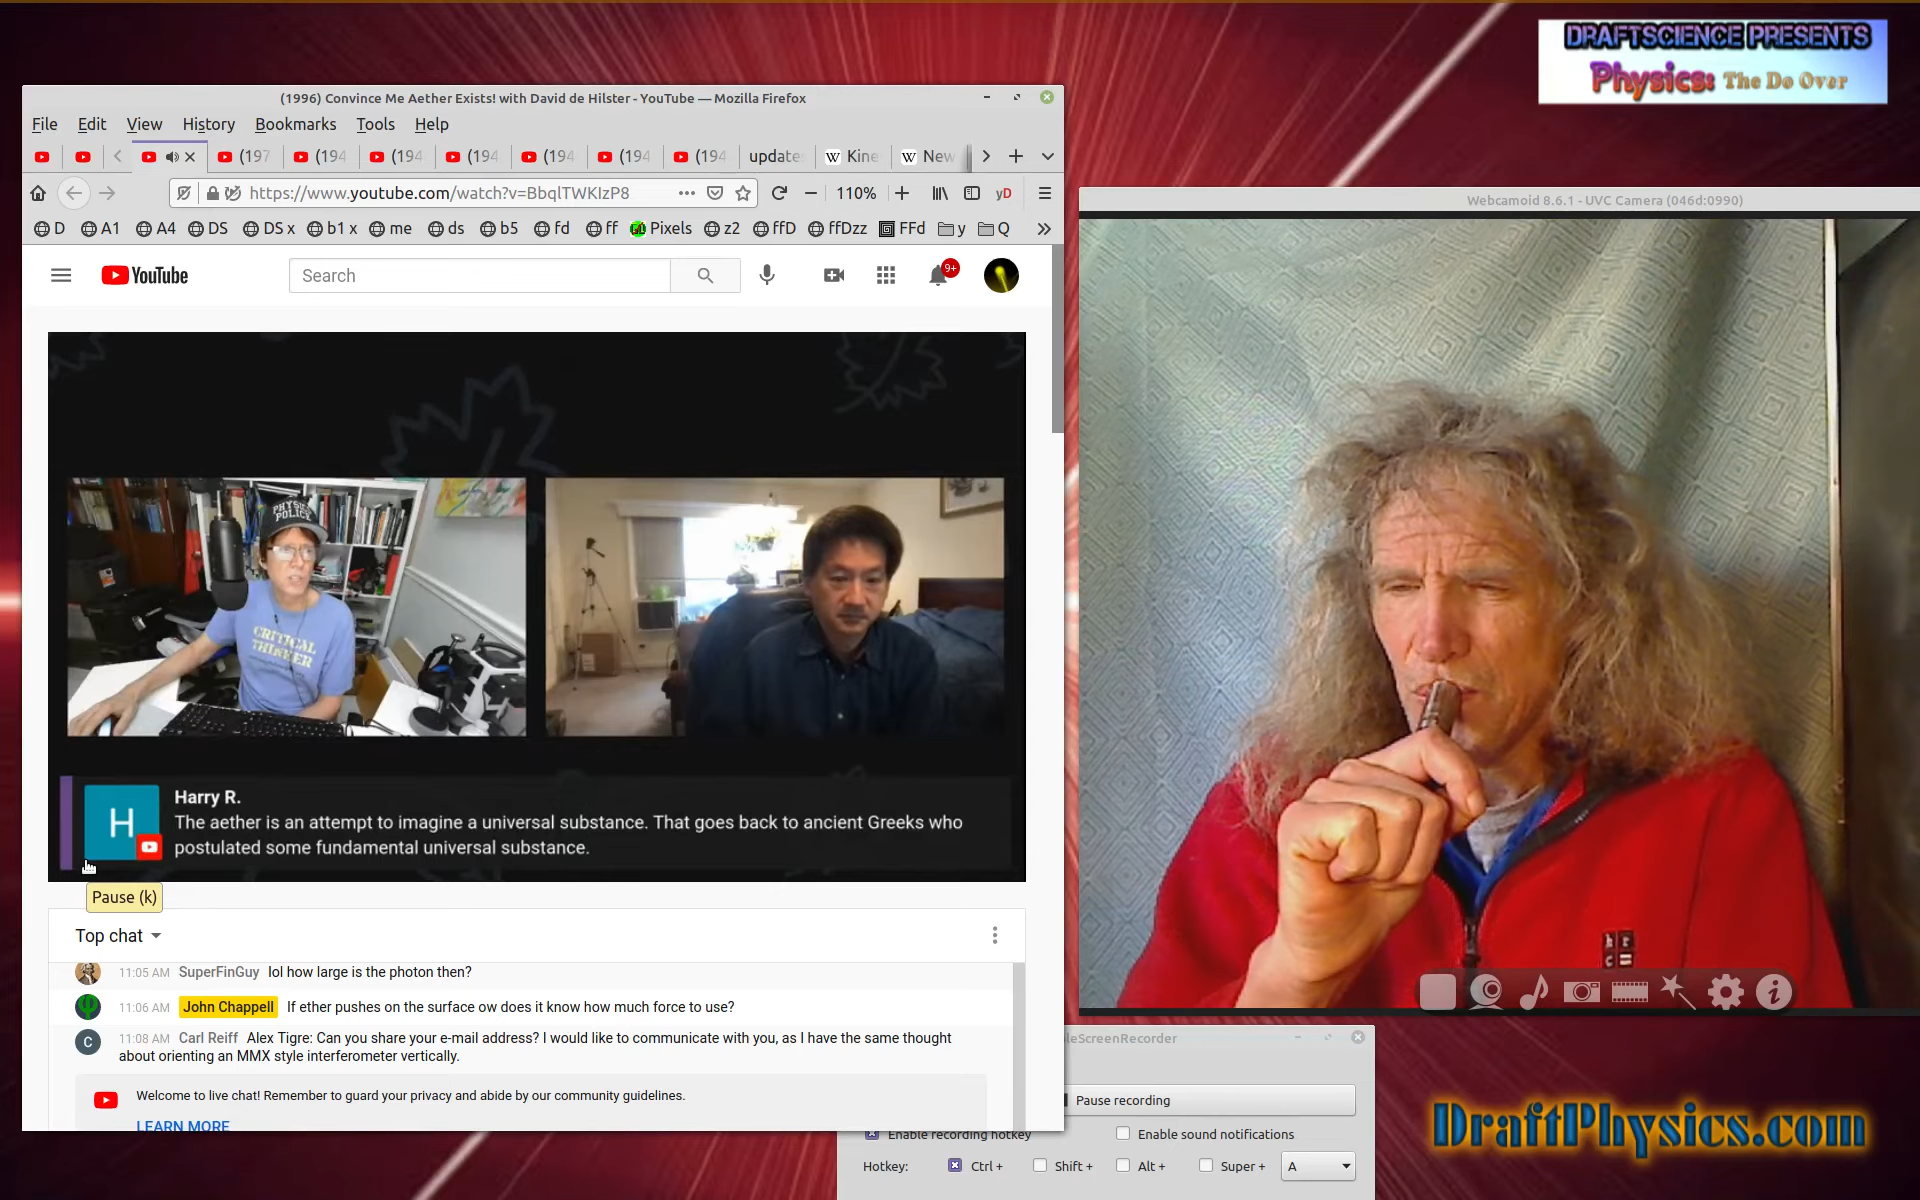 DRAFTSCIENCE PRESENTS
Physics: The Do Over
(1996) Convince Me Aether Exists! with David de Hilster - YouTube — Mozilla Firefox
File Edit View History Bookmarks Tools Help
(197 (194 (194 (194 (194 (194 (194 update W Kine W New
https://www.youtube.com/watch?v=BbqlTWKIzP8 110% yD
D A1 A4 DS DS x b1 x me ds b5 fd ff Pixels z2 ffD ffDzz FFd y Q
Webcamoid 8.6.1 - UVC Camera (046d:0990)
YouTube Search 9+
PHYSICS
POLICE
CRITICAL
THINKER
H
Harry R.
The aether is an attempt to imagine a universal substance. That goes back to ancient Greeks who
postulated some fundamental universal substance.
Pause (k)
Top chat
11:05 AM SuperFinGuy lol how large is the photon then?
11:06 AM John Chappell If ether pushes on the surface ow does it know how much force to use?
C 11:08 AM Carl Reiff Alex Tigre: Can you share your e-mail address? I would like to communicate with you, as I have the same thought
about orienting an MMX style interferometer vertically.
Welcome to live chat! Remember to guard your privacy and abide by our community guidelines.
LEARN MORE
leScreenRecorder
Pause recording
Enable recording hotkey Enable sound notifications
Hotkey: Ctrl + Shift + Alt + Super + A
DraftPhysics.com